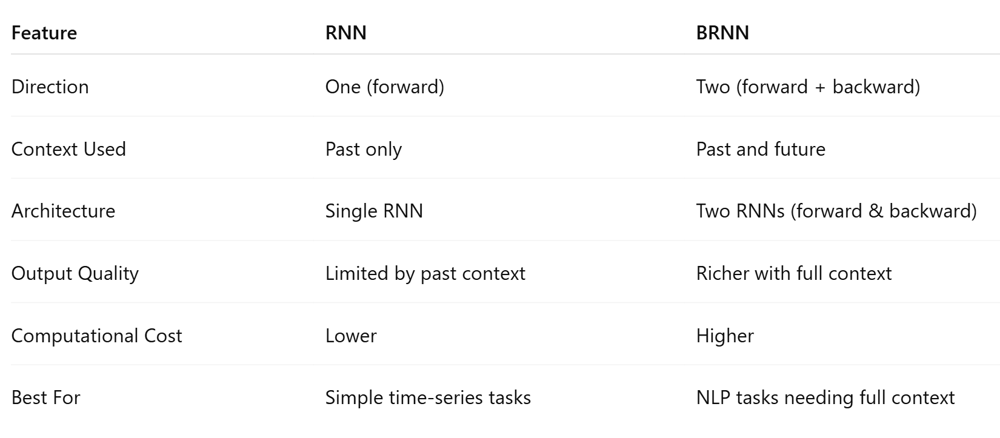 Feature RNN BRNN
Direction One (forward) Two (forward + backward)
Context Used Past only Past and future
Architecture Single RNN Two RNNs (forward & backward)
Output Quality Limited by past context Richer with full context
Computational Cost Lower Higher
Best For Simple time-series tasks NLP tasks needing full context